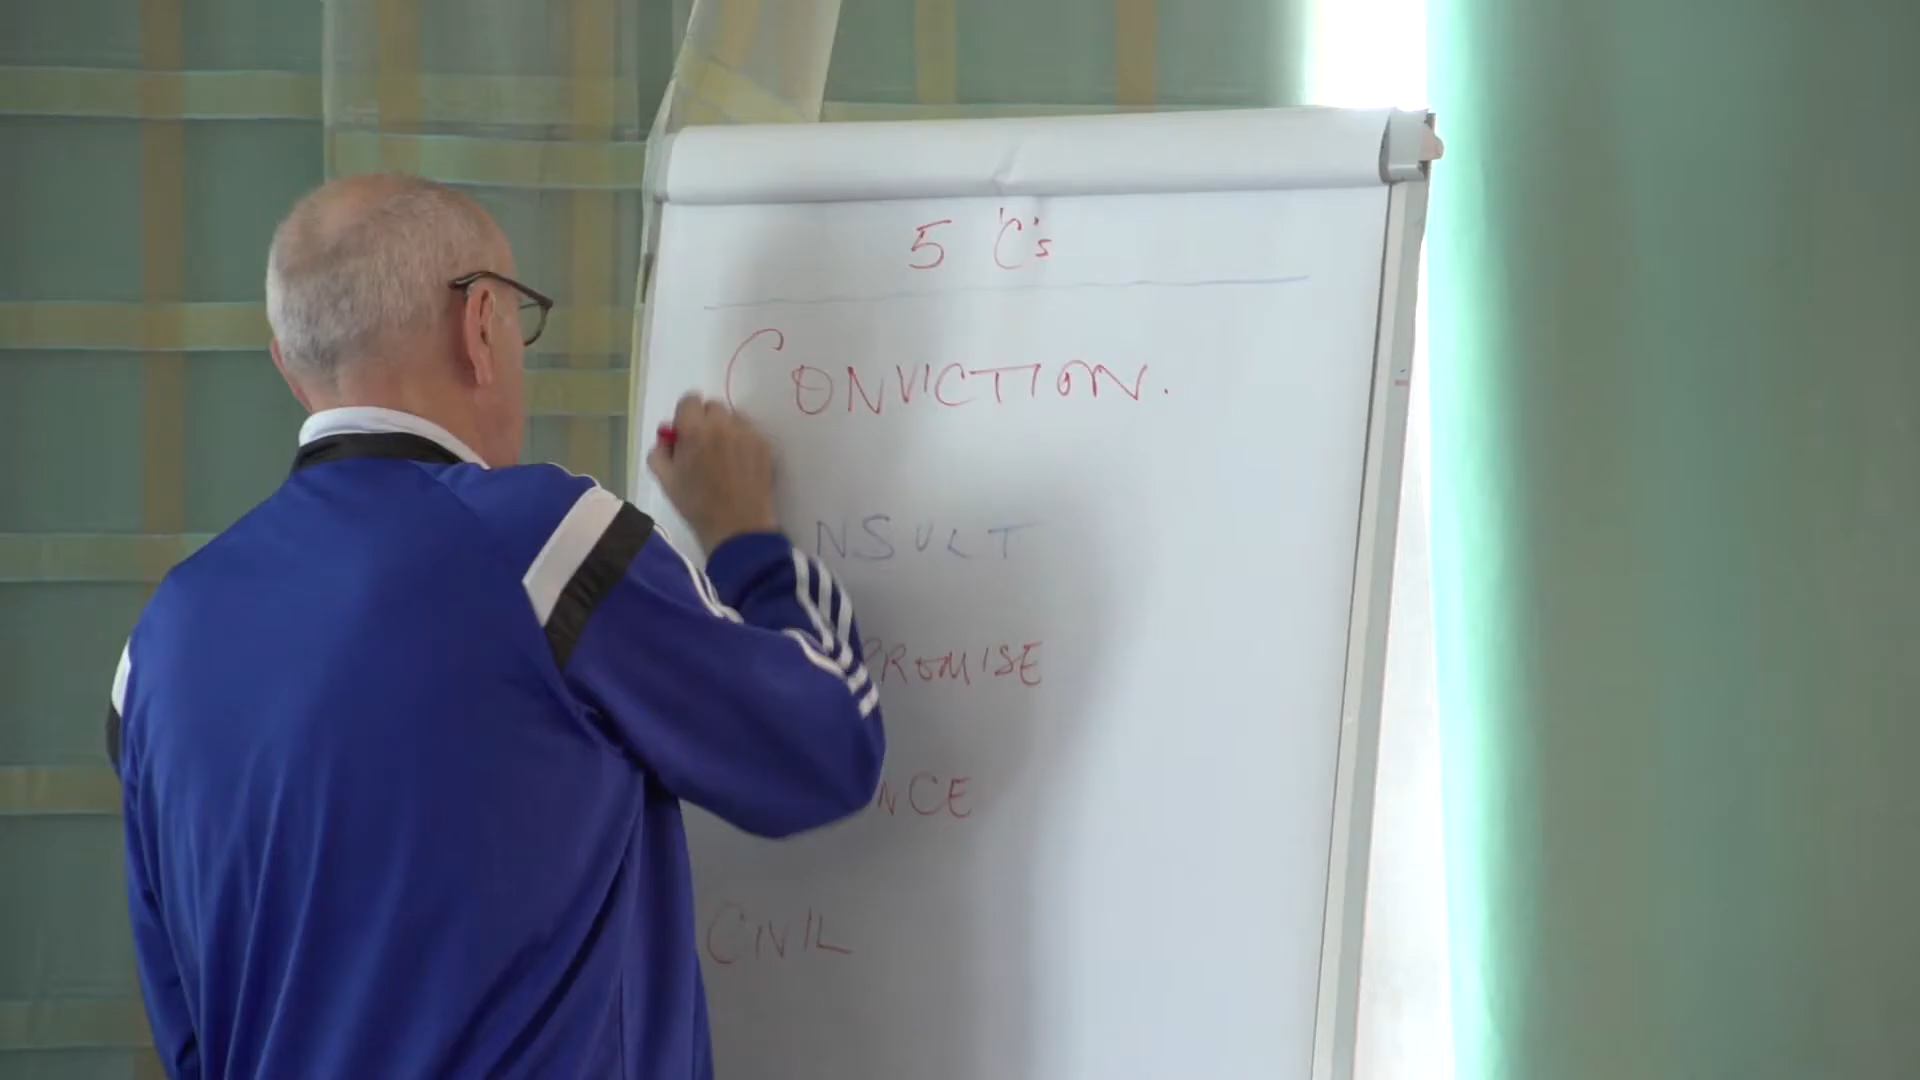 5 'C's
CONVICTION.
NSULT
PROMISE
NCE
CIVIL